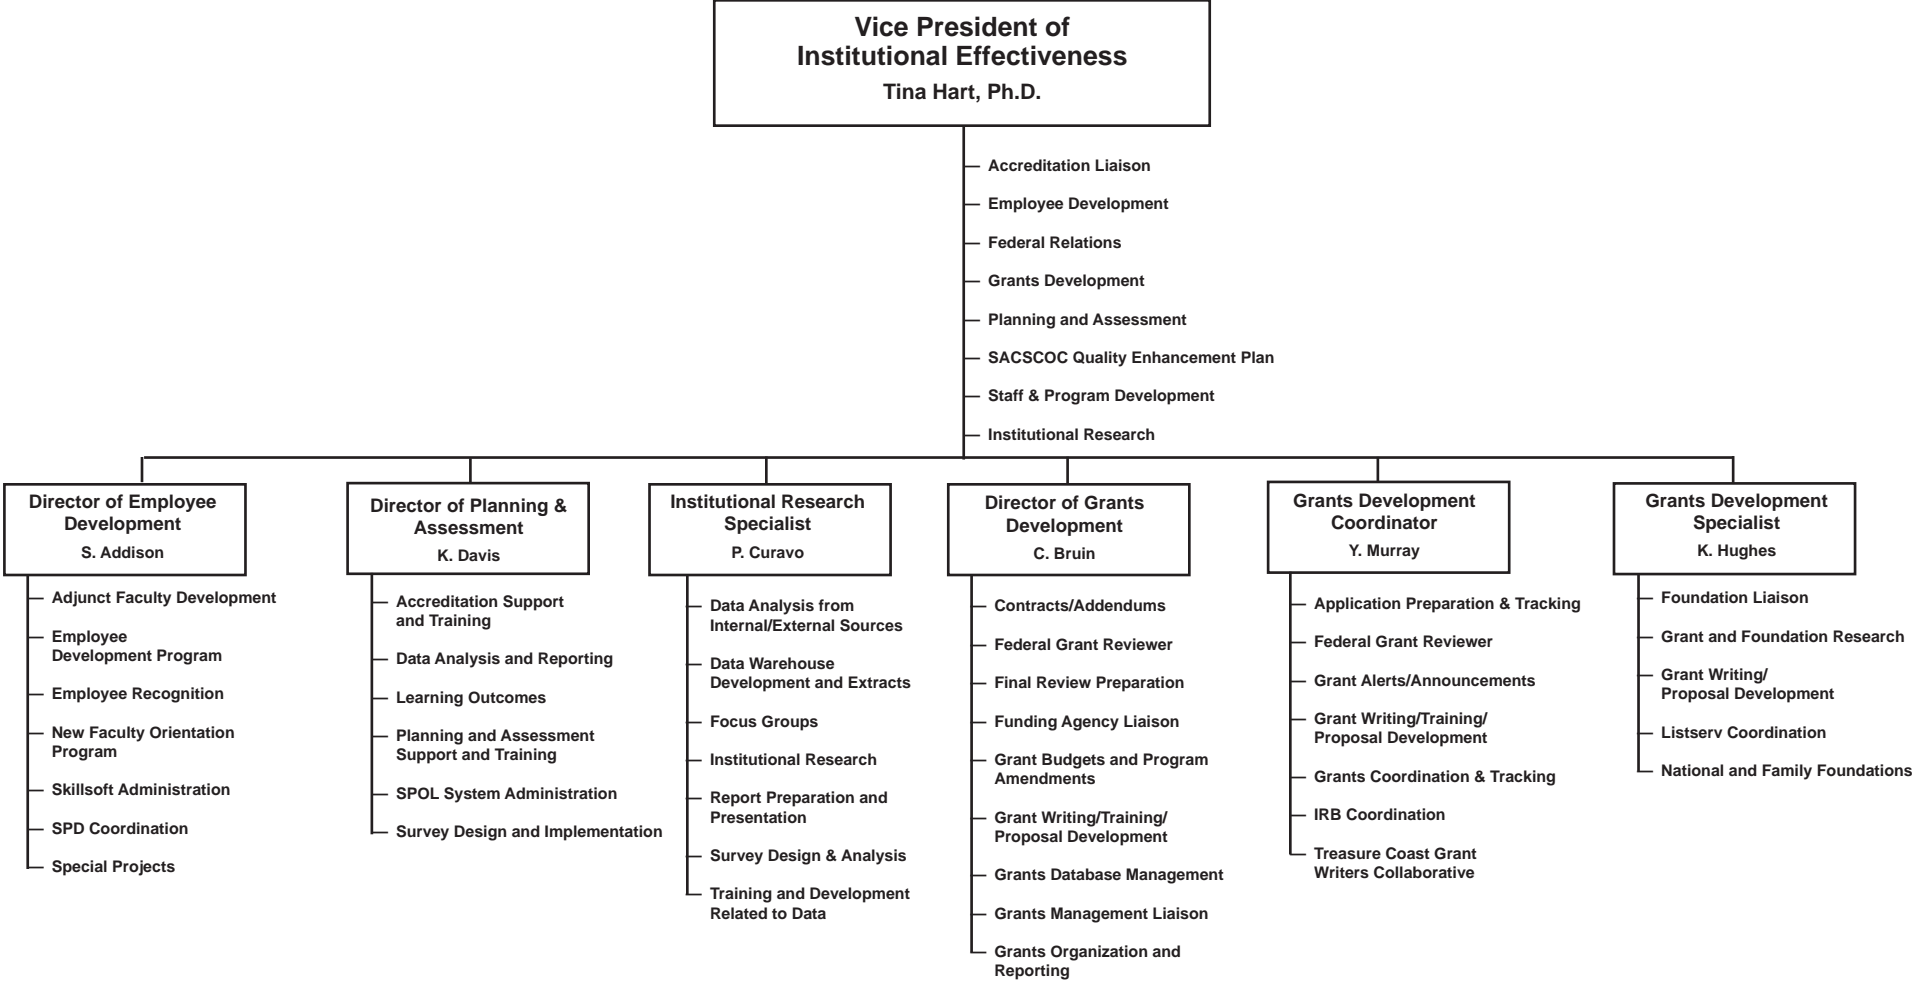 Vice President of
Institutional Effectiveness
Tina Hart, Ph.D.
Accreditation Liaison
Employee Development
Federal Relations
Grants Development
Planning and Assessment
SACSCOC Quality Enhancement Plan
Staff & Program Development
Institutional Research
Director of Employee
Development
S. Addison
Adjunct Faculty Development
Employee
Development Program
Employee Recognition
New Faculty Orientation
Program
Skillsoft Administration
SPD Coordination
Special Projects
Director of Planning &
Assessment
K. Davis
Accreditation Support
and Training
Data Analysis and Reporting
Learning Outcomes
Planning and Assessment
Support and Training
SPOL System Administration
Survey Design and Implementation
Institutional Research
Specialist
P. Curavo
Data Analysis from
Internal/External Sources
Data Warehouse
Development and Extracts
Focus Groups
Institutional Research
Report Preparation and
Presentation
Survey Design & Analysis
Training and Development
Related to Data
Director of Grants
Development
C. Bruin
Contracts/Addendums
Federal Grant Reviewer
Final Review Preparation
Funding Agency Liaison
Grant Budgets and Program
Amendments
Grant Writing/Training/
Proposal Development
Grants Database Management
Grants Management Liaison
Grants Organization and
Reporting
Grants Development
Coordinator
Y. Murray
Application Preparation & Tracking
Federal Grant Reviewer
Grant Alerts/Announcements
Grant Writing/Training/
Proposal Development
Grants Coordination & Tracking
IRB Coordination
Treasure Coast Grant
Writers Collaborative
Grants Development
Specialist
K. Hughes
Foundation Liaison
Grant and Foundation Research
Grant Writing/
Proposal Development
Listserv Coordination
National and Family Foundations